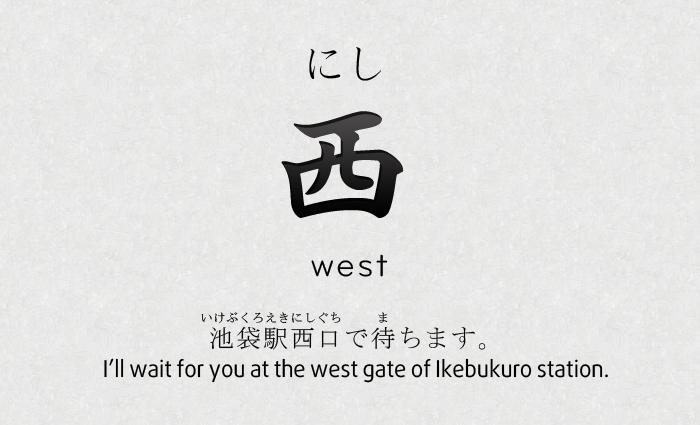 にし
西
west
いけぶくろえきにしぐち ま
池袋駅西口で待ちます。
I'll wait for you at the west gate of Ikebukuro station.